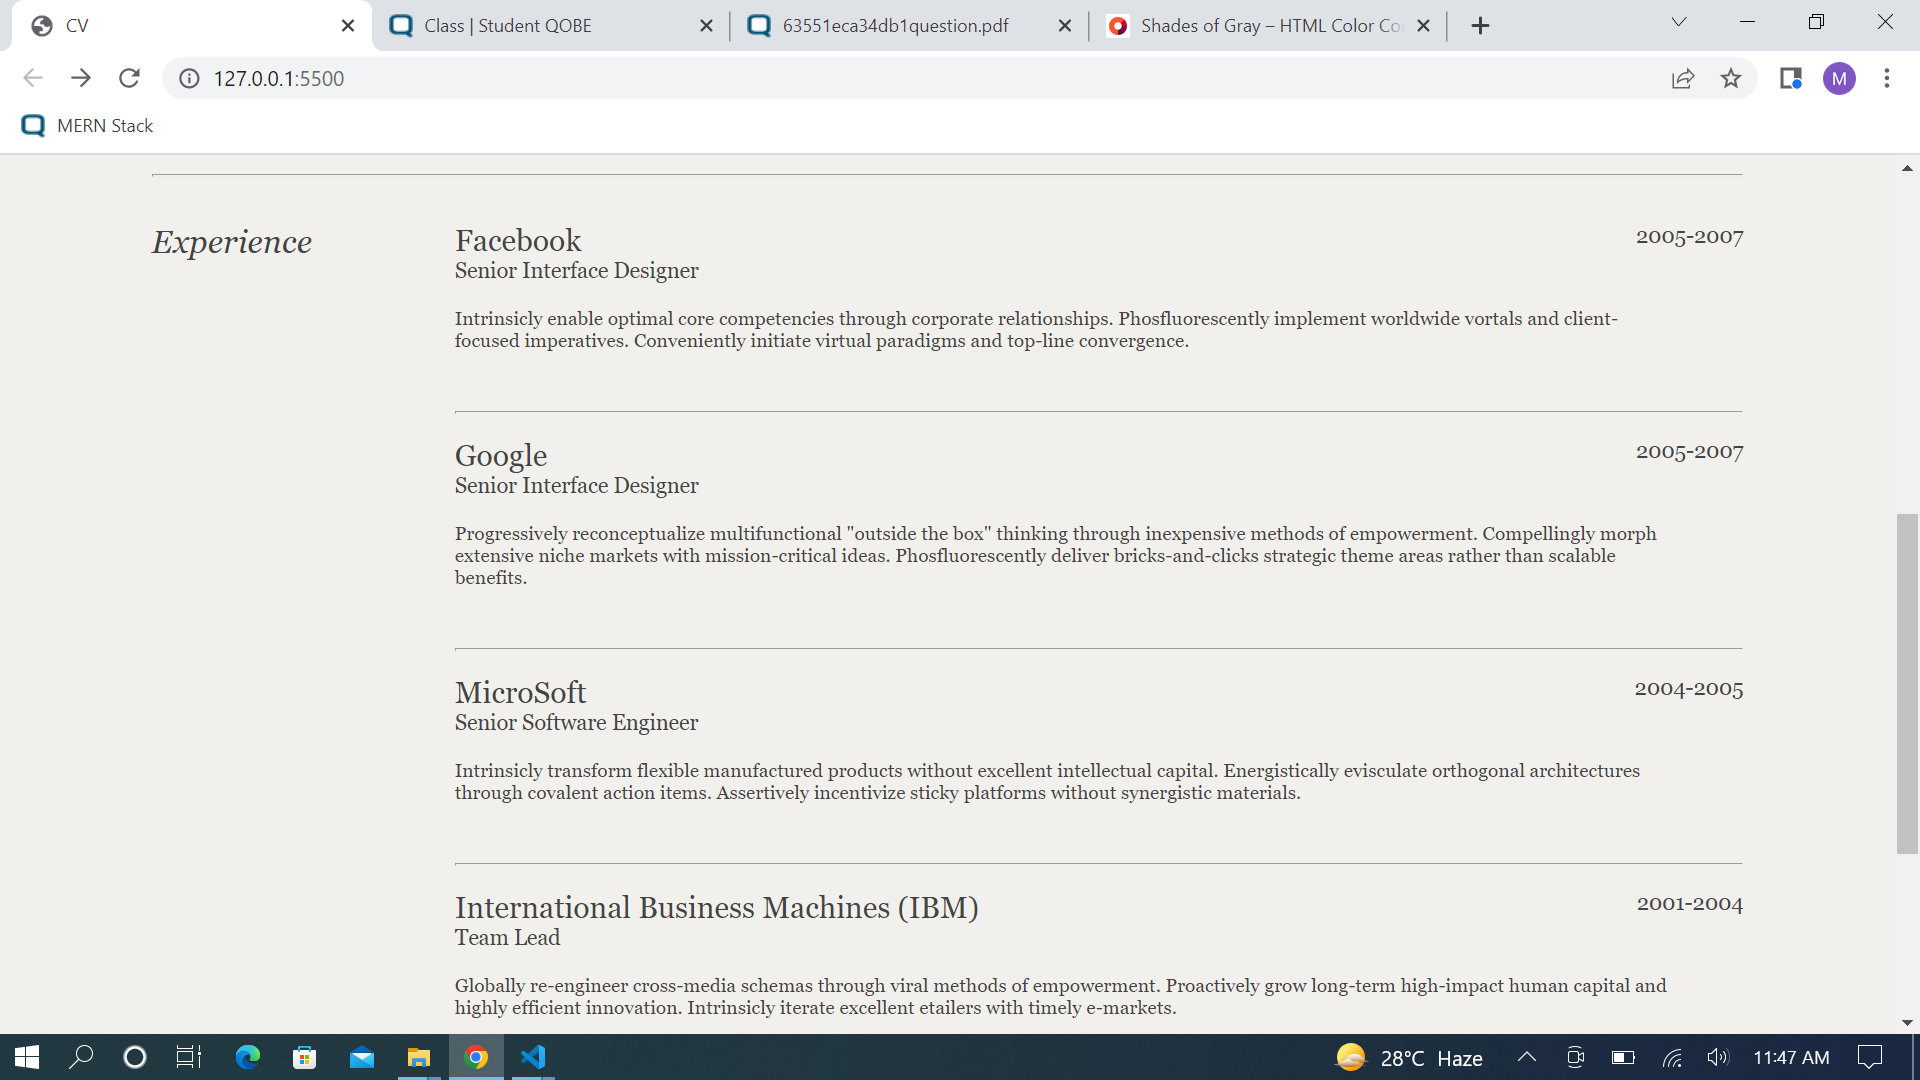 CV
Class | Student QOBE
63551eca34db1question.pdf
Shades of Gray – HTML Color Co
127.0.0.1:5500
M
MERN Stack
Experience
Facebook
2005-2007
Senior Interface Designer
Intrinsicly enable optimal core competencies through corporate relationships. Phosfluorescently implement worldwide vortals and client-
focused imperatives. Conveniently initiate virtual paradigms and top-line convergence.
Google
2005-2007
Senior Interface Designer
Progressively reconceptualize multifunctional "outside the box" thinking through inexpensive methods of empowerment. Compellingly morph
extensive niche markets with mission-critical ideas. Phosfluorescently deliver bricks-and-clicks strategic theme areas rather than scalable
benefits.
MicroSoft
2004-2005
Senior Software Engineer
Intrinsicly transform flexible manufactured products without excellent intellectual capital. Energistically evisculate orthogonal architectures
through covalent action items. Assertively incentivize sticky platforms without synergistic materials.
International Business Machines (IBM)
2001-2004
Team Lead
Globally re-engineer cross-media schemas through viral methods of empowerment. Proactively grow long-term high-impact human capital and
highly efficient innovation. Intrinsicly iterate excellent etailers with timely e-markets.
28°C Haze
11:47 AM